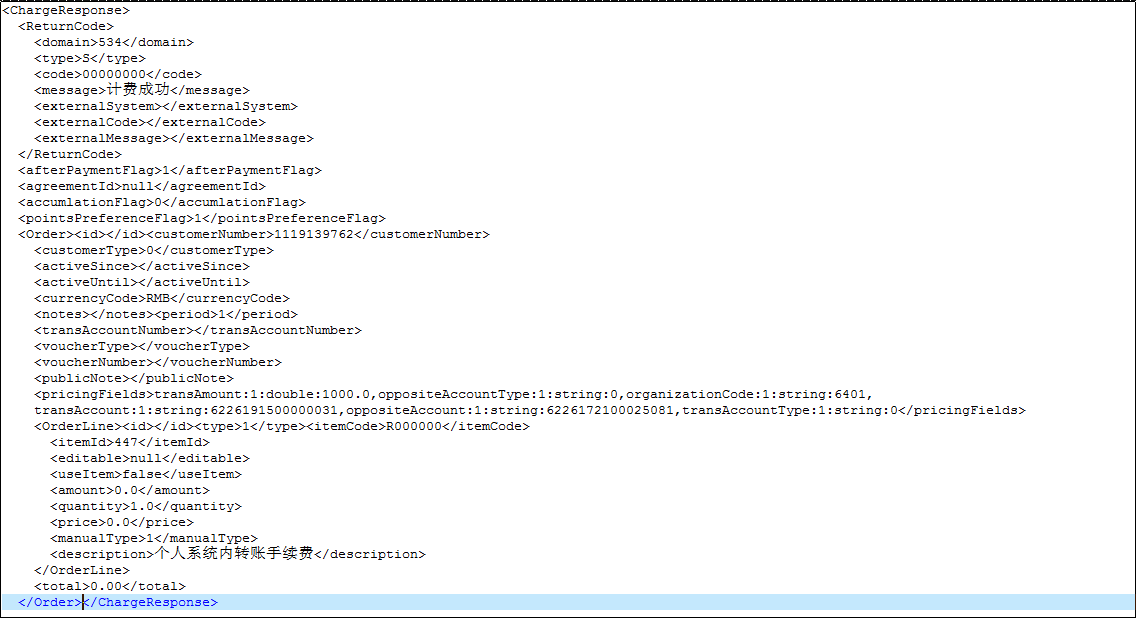 <ChargeResponse>
<ReturnCode>
<domain>534</domain>
<type>S</type>
<code>00000000</code>
<message>计费成功</message>
<externalSystem></externalSystem>
<externalCode></externalCode>
<externalMessage></externalMessage>
</ReturnCode>
<afterPaymentFlag>1</afterPaymentFlag>
<agreementId>null</agreementId>
<accumlationFlag>0</accumlationFlag>
<pointsPreferenceFlag>1</pointsPreferenceFlag>
<Order><id></id><customerNumber>1119139762</customerNumber>
<customerType>0</customerType>
<activeSince></activeSince>
<activeUntil></activeUntil>
<currencyCode>RMB</currencyCode>
<notes></notes><period>1</period>
<transAccountNumber></transAccountNumber>
<voucherType></voucherType>
<voucherNumber></voucherNumber>
<publicNote></publicNote>
<pricingFields>transAmount:1:double:1000.0,oppositeAccountType:1:string:0,organizationCode:1:string:6401,
transAccount:1:string:6226191500000031,oppositeAccount:1:string:6226172100025081,transAccountType:1:string:0</pricingFields>
<OrderLine><id></id><type>1</type><itemCode>R000000</itemCode>
<itemId>447</itemId>
<editable>null</editable>
<useItem>false</useItem>
<amount>0.0</amount>
<quantity>1.0</quantity>
<price>0.0</price>
<manualType>1</manualType>
<description>个人系统内转账手续费</description>
</OrderLine>
<total>0.00</total>
</Order></ChargeResponse>